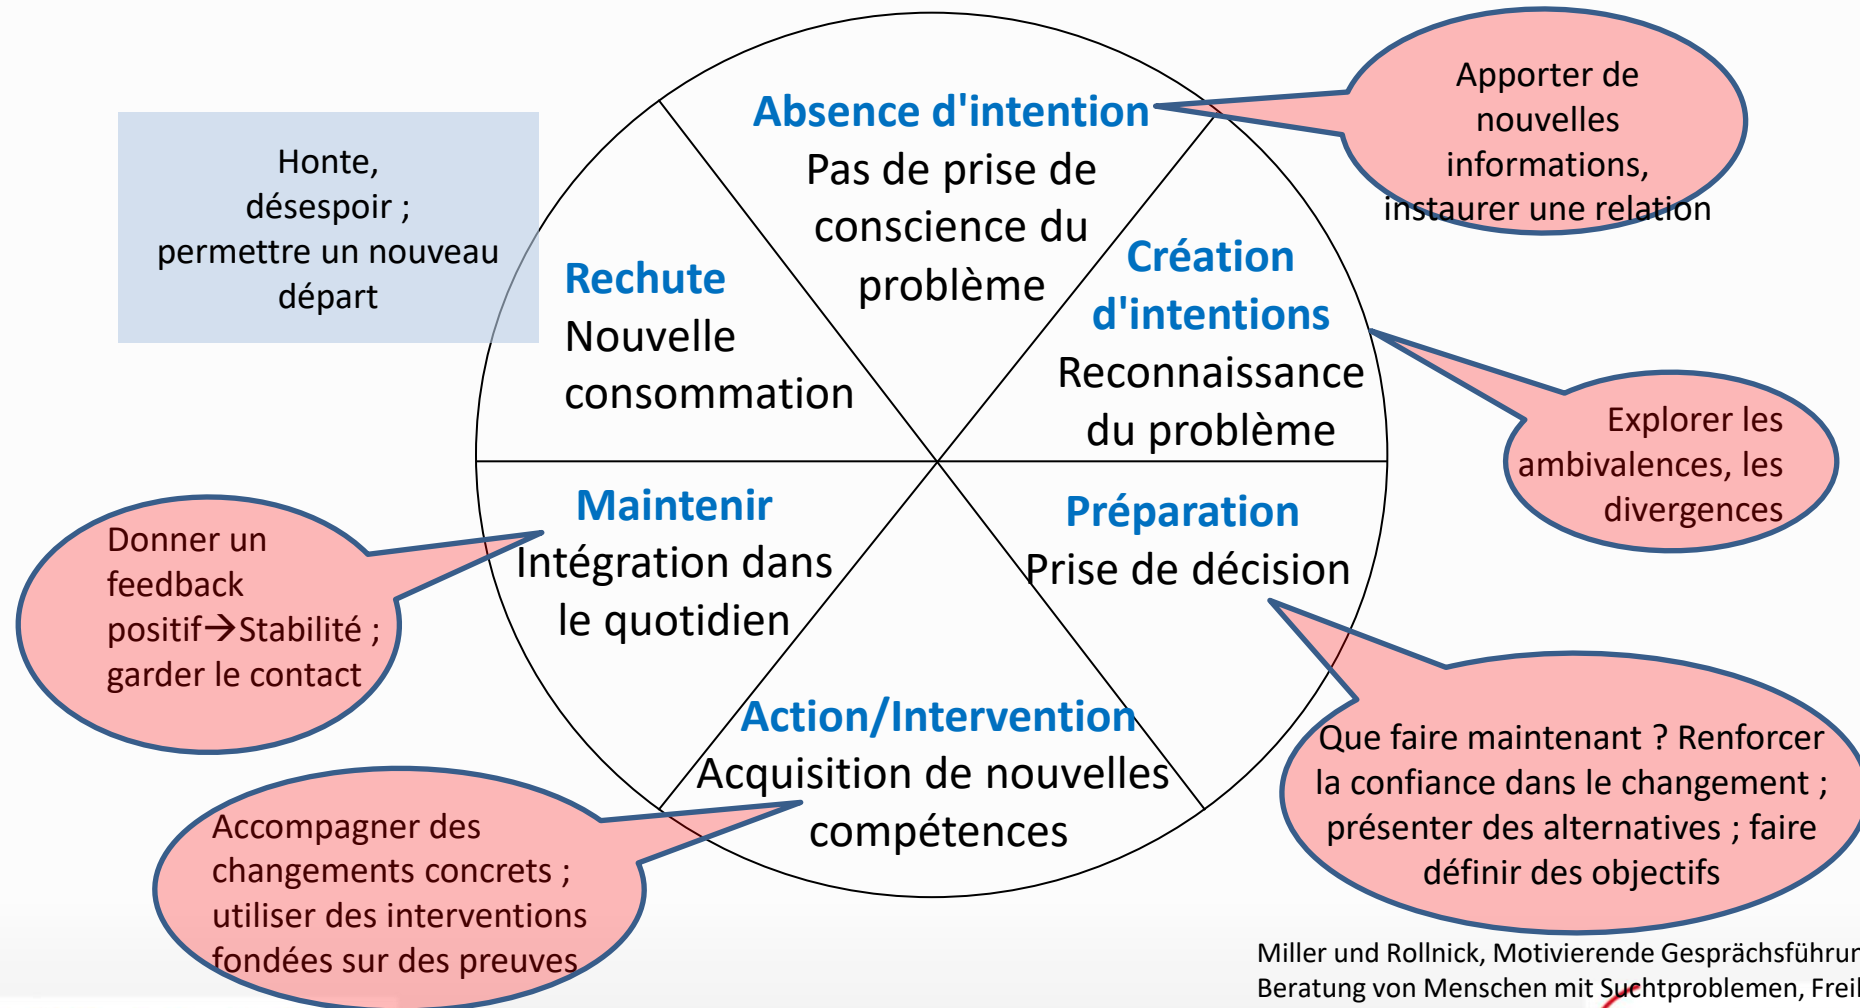 Absence d'intention
Pas de prise de
conscience du
problème
Apporter de
nouvelles
informations,
instaurer une relation
Création
d'intentions
Reconnaissance
du problème
Explorer les
ambivalences, les
divergences
Préparation
Prise de décision
Que faire maintenant ? Renforcer
la confiance dans le changement ;
présenter des alternatives ; faire
définir des objectifs
Action/Intervention
Acquisition de nouvelles
compétences
Accompagner des
changements concrets ;
utiliser des interventions
fondées sur des preuves
Maintenir
Intégration dans
le quotidien
Donner un
feedback
positif→Stabilité ;
garder le contact
Rechute
Nouvelle
consommation
Honte,
désespoir ;
permettre un nouveau
départ
Miller und Rollnick, Motivierende
Beratung von Menschen mit Suchtproblemen,